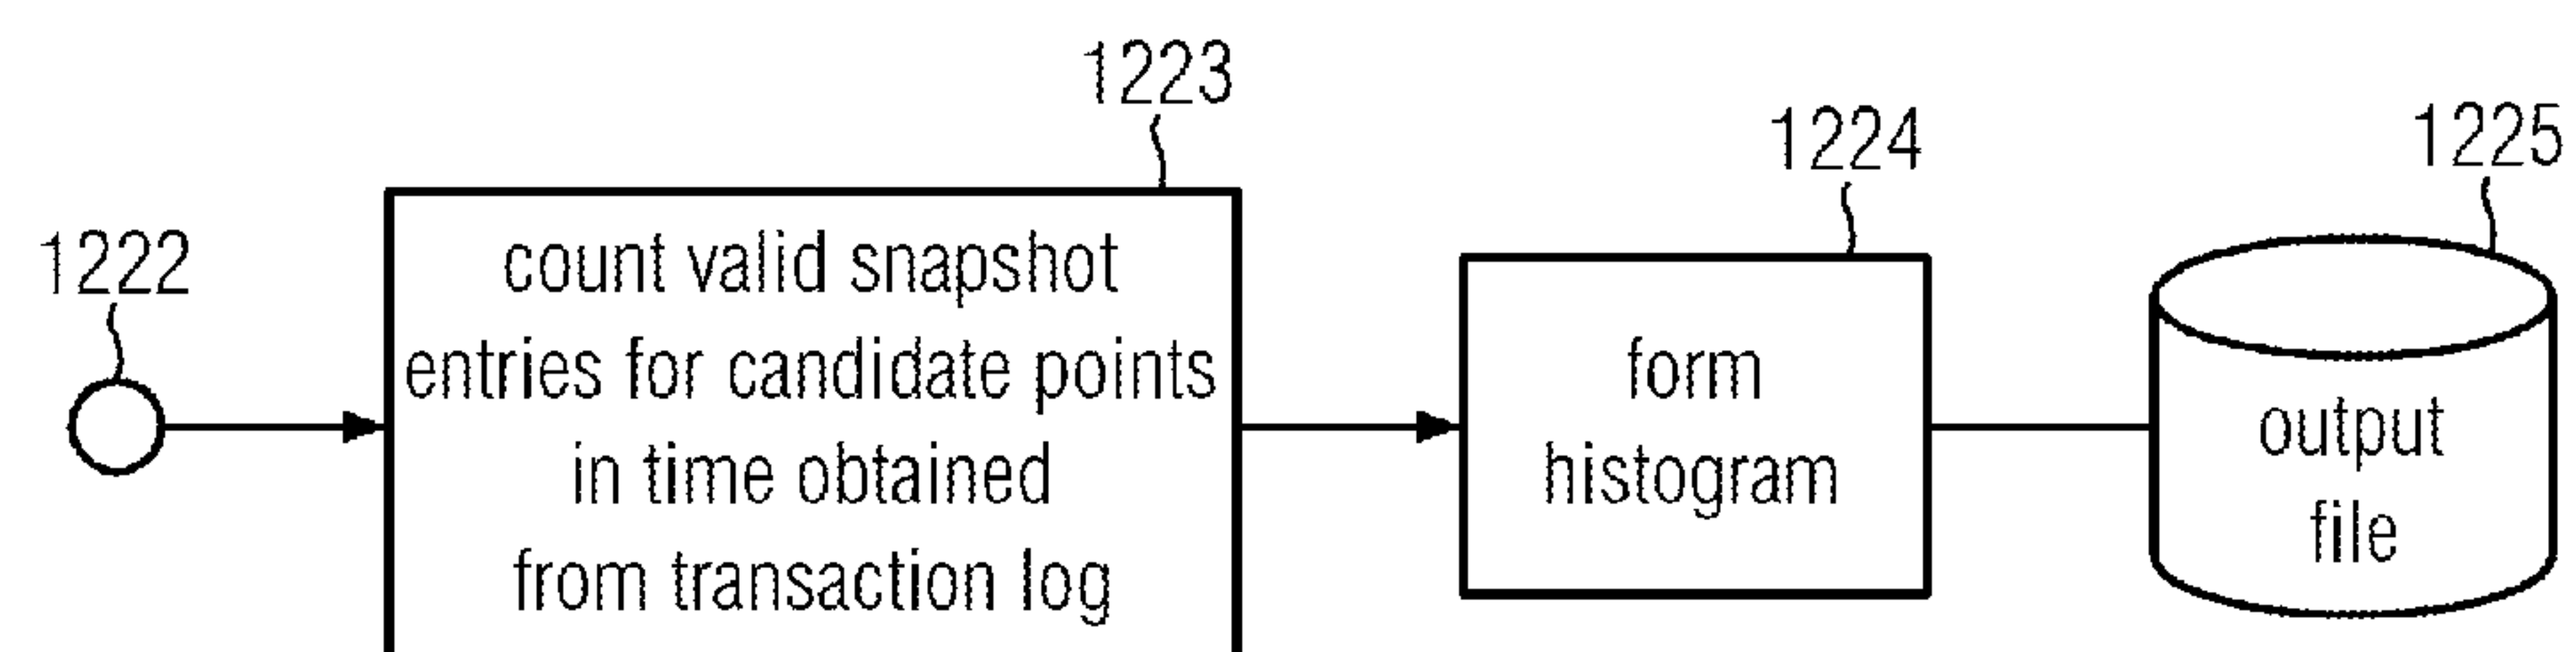 1222
1223
count valid snapshot
entries for candidate points
in time obtained
from transaction log
1224
form
histogram
1225
output
file